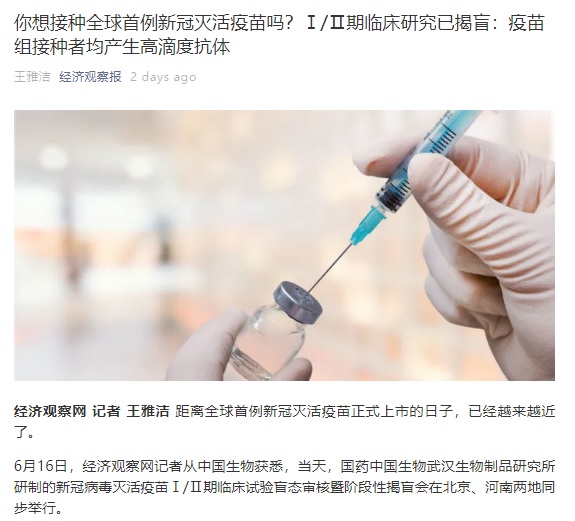 你想接种全球首例新冠灭活疫苗吗？Ⅰ/Ⅱ期临床研究已揭盲：疫苗
组接种者均产生高滴度抗体
王雅洁 经济观察报 2 days ago
经济观察网 记者 王雅洁 距离全球首例新冠灭活疫苗正式上市的日子，已经越来越近
了。
6月16日，经济观察网记者从中国生物获悉，当天，国药中国生物武汉生物制品研究所
研制的新冠病毒灭活疫苗Ⅰ/Ⅱ期临床试验盲态审核暨阶段性揭盲会在北京、河南两地同
步举行。